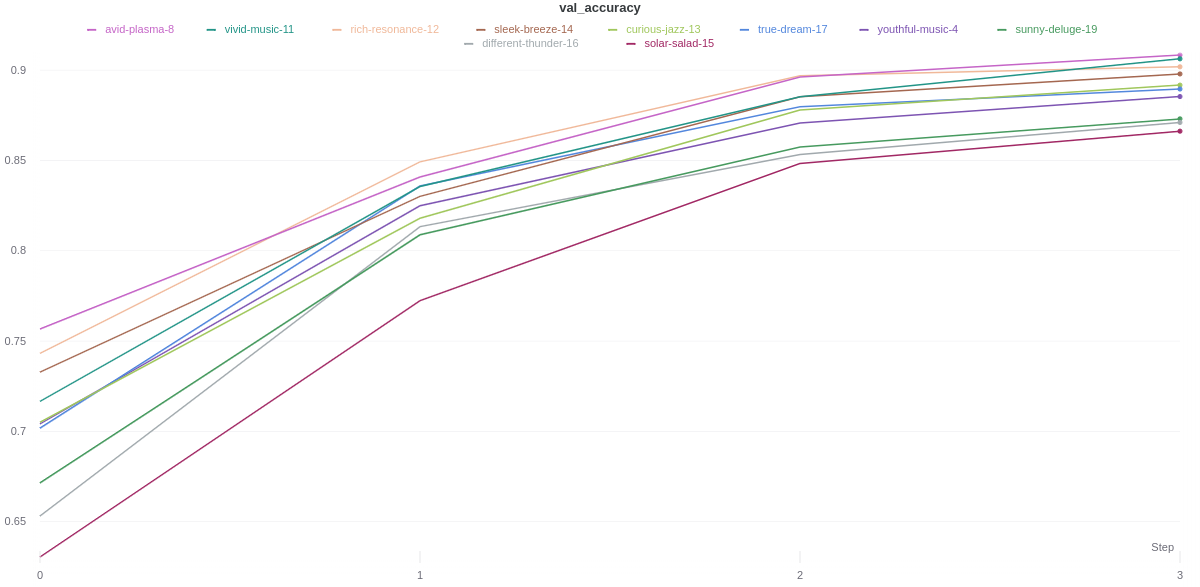 val_accuracy
avid-plasma-8 vivid-music-11 rich-resonance-12 sleek-breeze-14 curious-jazz-13 true-dream-17 youthful-music-4 sunny-deluge-19
different-thunder-16 solar-salad-15
0.9
0.85
0.8
0.75
0.7
0.65
Step
0 1 2 3